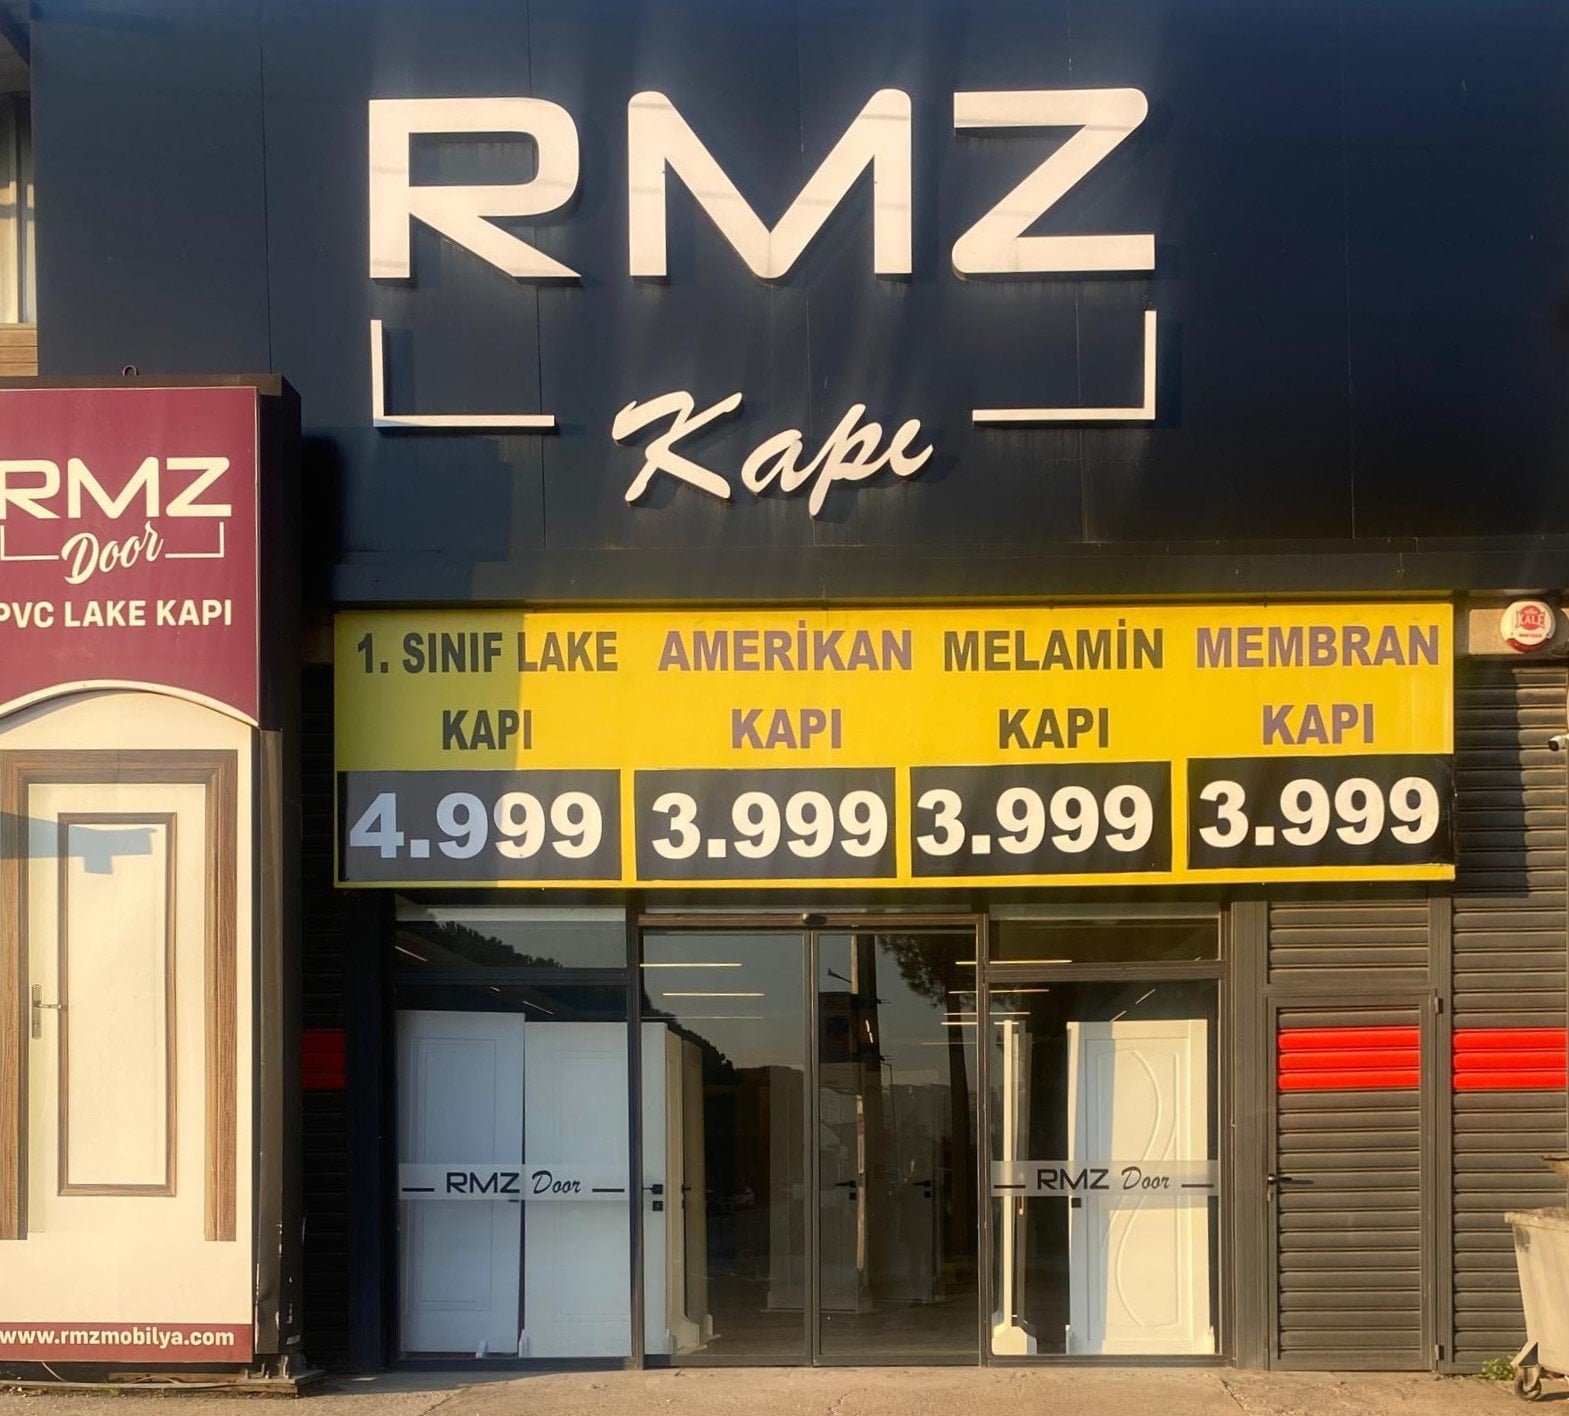 RMZ
Kapı
RMZ
Door
PVC LAKE KAPI
www.rmzmobilya.com
1. SINIF LAKE
KAPI
4.999
AMERİKAN
KAPI
3.999
MELAMİN
KAPI
3.999
MEMBRAN
KAPI
3.999
KALE
RMZ Door
RMZ Door